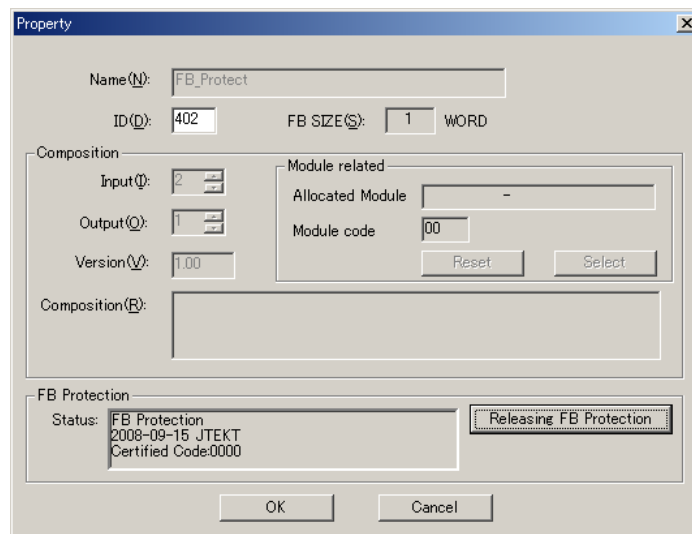 Property
Name(N): FB_Protect
ID(D): 402 FB SIZE(S): 1 WORD
Composition
Input(I): 2
Output(O): 1
Version(V): 1.00
Module related
Allocated Module -
Module code 00
Reset Select
Composition(R):
FB Protection
Status: FB Protection
2008-09-15 JTEKT
Certified Code:0000
Releasing FB Protection
OK Cancel